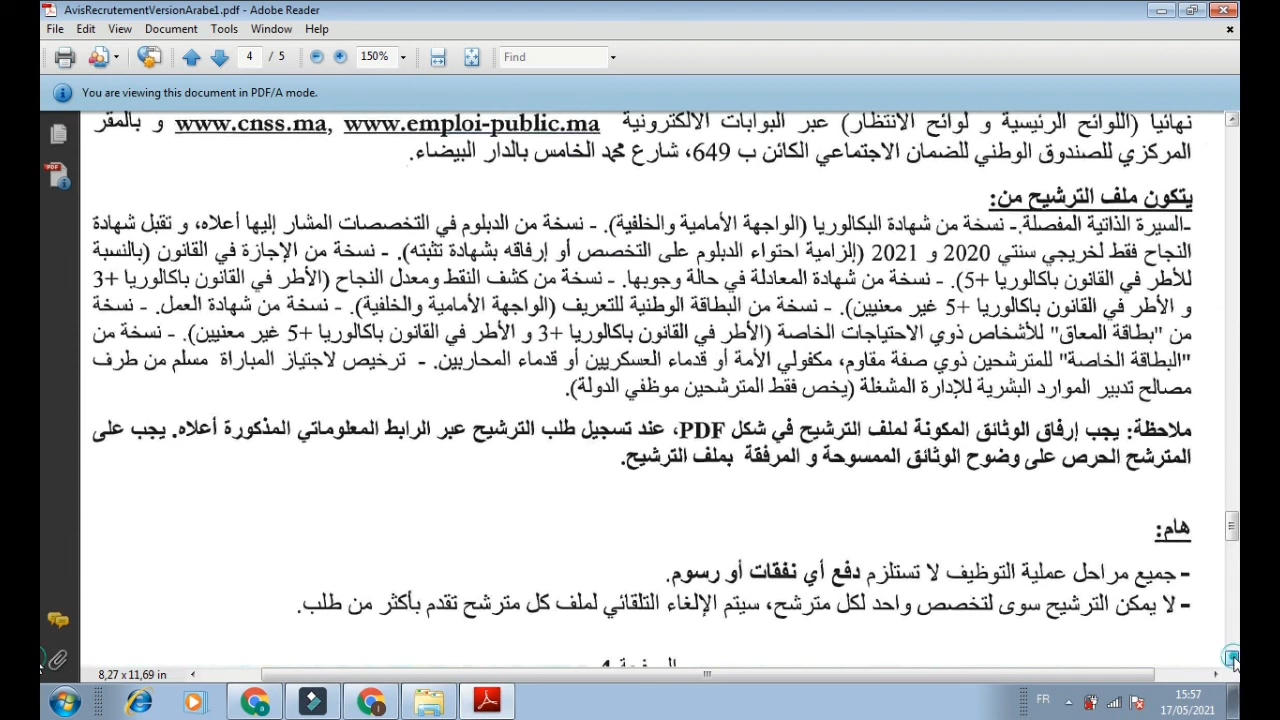 AvisRecrutementVersionArabe1.pdf - Adobe Reader
File Edit View Document Tools Window Help
4 / 5 150% Find
You are viewing this document in PDF/A mode.
نهائيا (اللوائح الرئيسية و لوائح الانتظار) عبر البوابات الالكترونية www.cnss.ma, www.emploi-public.ma و بالمقر
المركزي للصندوق الوطني للضمان الاجتماعي الكائن ب 649، شارع محمد الخامس بالدار البيضاء.
يتكون ملف الترشيح من:
-السيرة الذاتية المفصلة.- نسخة من شهادة البكالوريا (الواجهة الأمامية والخلفية). - نسخة من الدبلوم في التخصصات المشار إليها أعلاه، و تقبل شهادة
النجاح فقط لخريجي سنتي 2020 و 2021 (إلزامية احتواء الدبلوم على التخصص أو إرفاقه بشهادة تثبته). - نسخة من الإجازة في القانون (بالنسبة
للأطر في القانون باكالوريا +5). - نسخة من شهادة المعادلة في حالة وجوبها. - نسخة من كشف النقط ومعدل النجاح (الأطر في القانون باكالوريا +3
و الأطر في القانون باكالوريا +5 غير معنيين). - نسخة من البطاقة الوطنية للتعريف (الواجهة الأمامية والخلفية). - نسخة من شهادة العمل. - نسخة
من "بطاقة المعاق" للأشخاص ذوي الاحتياجات الخاصة (الأطر في القانون باكالوريا +3 و الأطر في القانون باكالوريا +5 غير معنيين). - نسخة من
"البطاقة الخاصة" للمترشحين ذوي صفة مقاوم، مكفولي الأمة أو قدماء العسكريين أو قدماء المحاربين. - ترخيص لاجتياز المباراة مسلم من طرف
مصالح تدبير الموارد البشرية للإدارة المشغلة (يخص فقط المترشحين موظفي الدولة).
ملاحظة: يجب إرفاق الوثائق المكونة لملف الترشيح في شكل PDF، عند تسجيل طلب الترشيح عبر الرابط المعلوماتي المذكورة أعلاه. يجب على
المترشح الحرص على وضوح الوثائق الممسوحة و المرفقة بملف الترشيح.
هام:
- جميع مراحل عملية التوظيف لا تستلزم دفع أي نفقات أو رسوم.
- لا يمكن الترشيح سوى لتخصص واحد لكل مترشح، سيتم الإلغاء التلقائي لملف كل مترشح تقدم بأكثر من طلب.
الصفحة 4
8,27 x 11,69 in
FR 15:57
17/05/2021